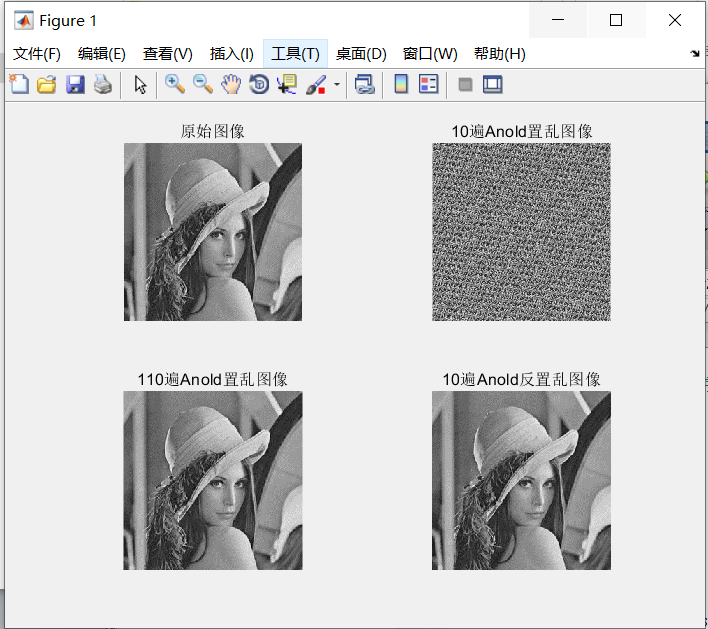 Figure 1
文件(F) 编辑(E) 查看(V) 插入(I) 工具(T) 桌面(D) 窗口(W) 帮助(H)
原始图像
10遍Anold置乱图像
110遍Anold置乱图像
10遍Anold反置乱图像